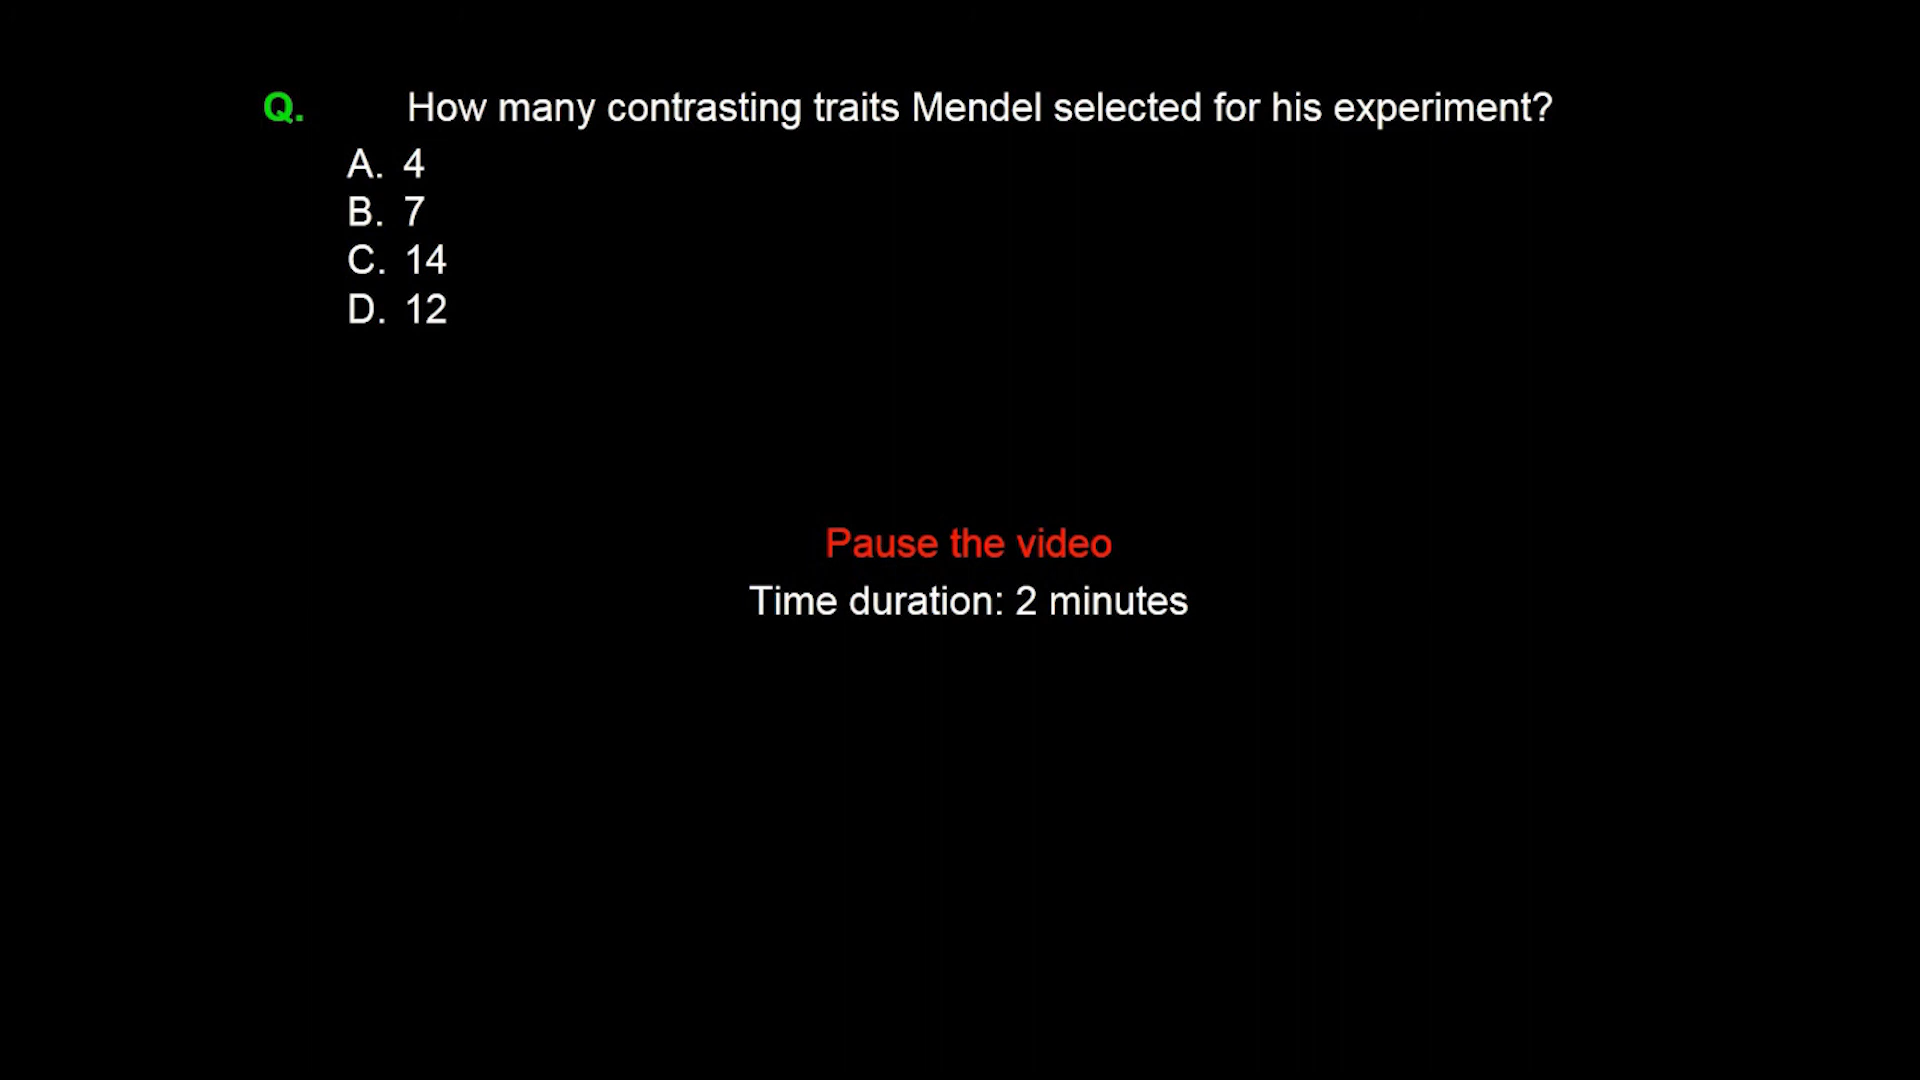 Q. How many contrasting traits Mendel selected for his experiment?
A. 4
B. 7
C. 14
D. 12
Pause the video
Time duration: 2 minutes